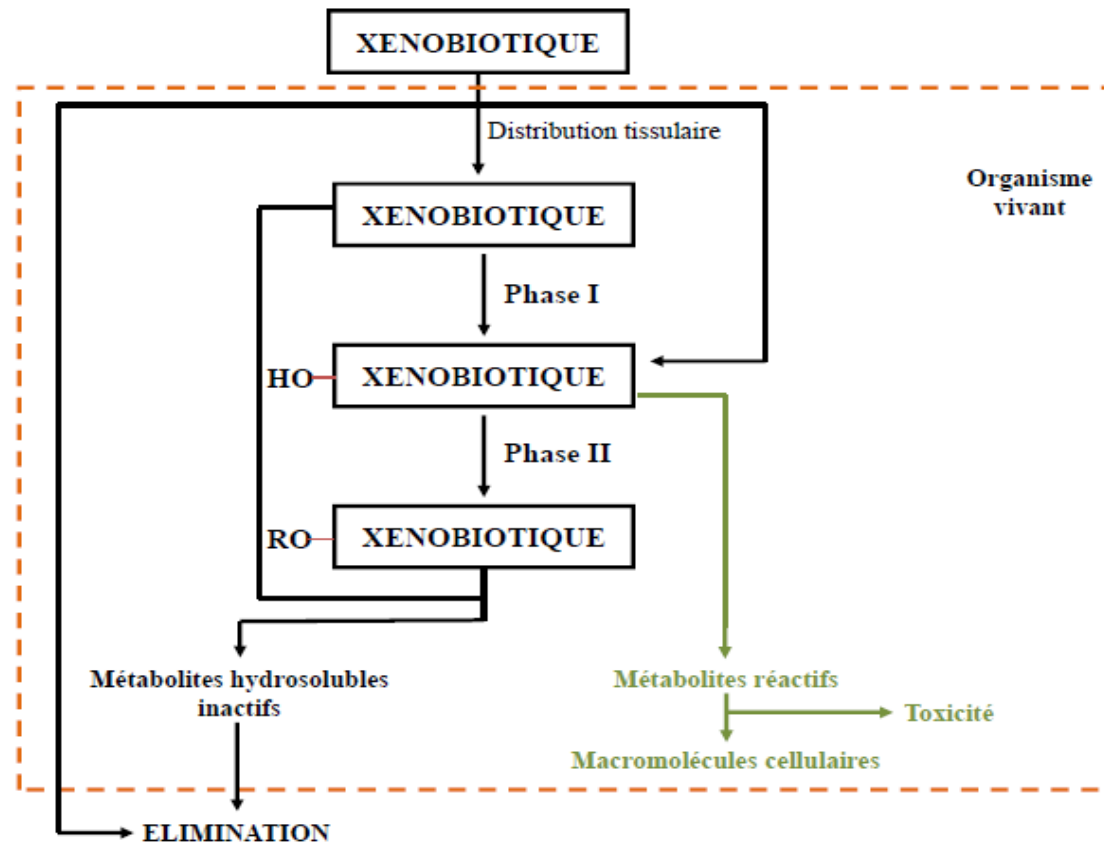 XENOBIOTIQUE
Distribution tissulaire
Organisme
vivant
XENOBIOTIQUE
Phase I
HO
XENOBIOTIQUE
Phase II
RO
XENOBIOTIQUE
Métabolites hydrosolubles
inactifs
Métabolites réactifs
Toxicité
Macromolécules cellulaires
ELIMINATION